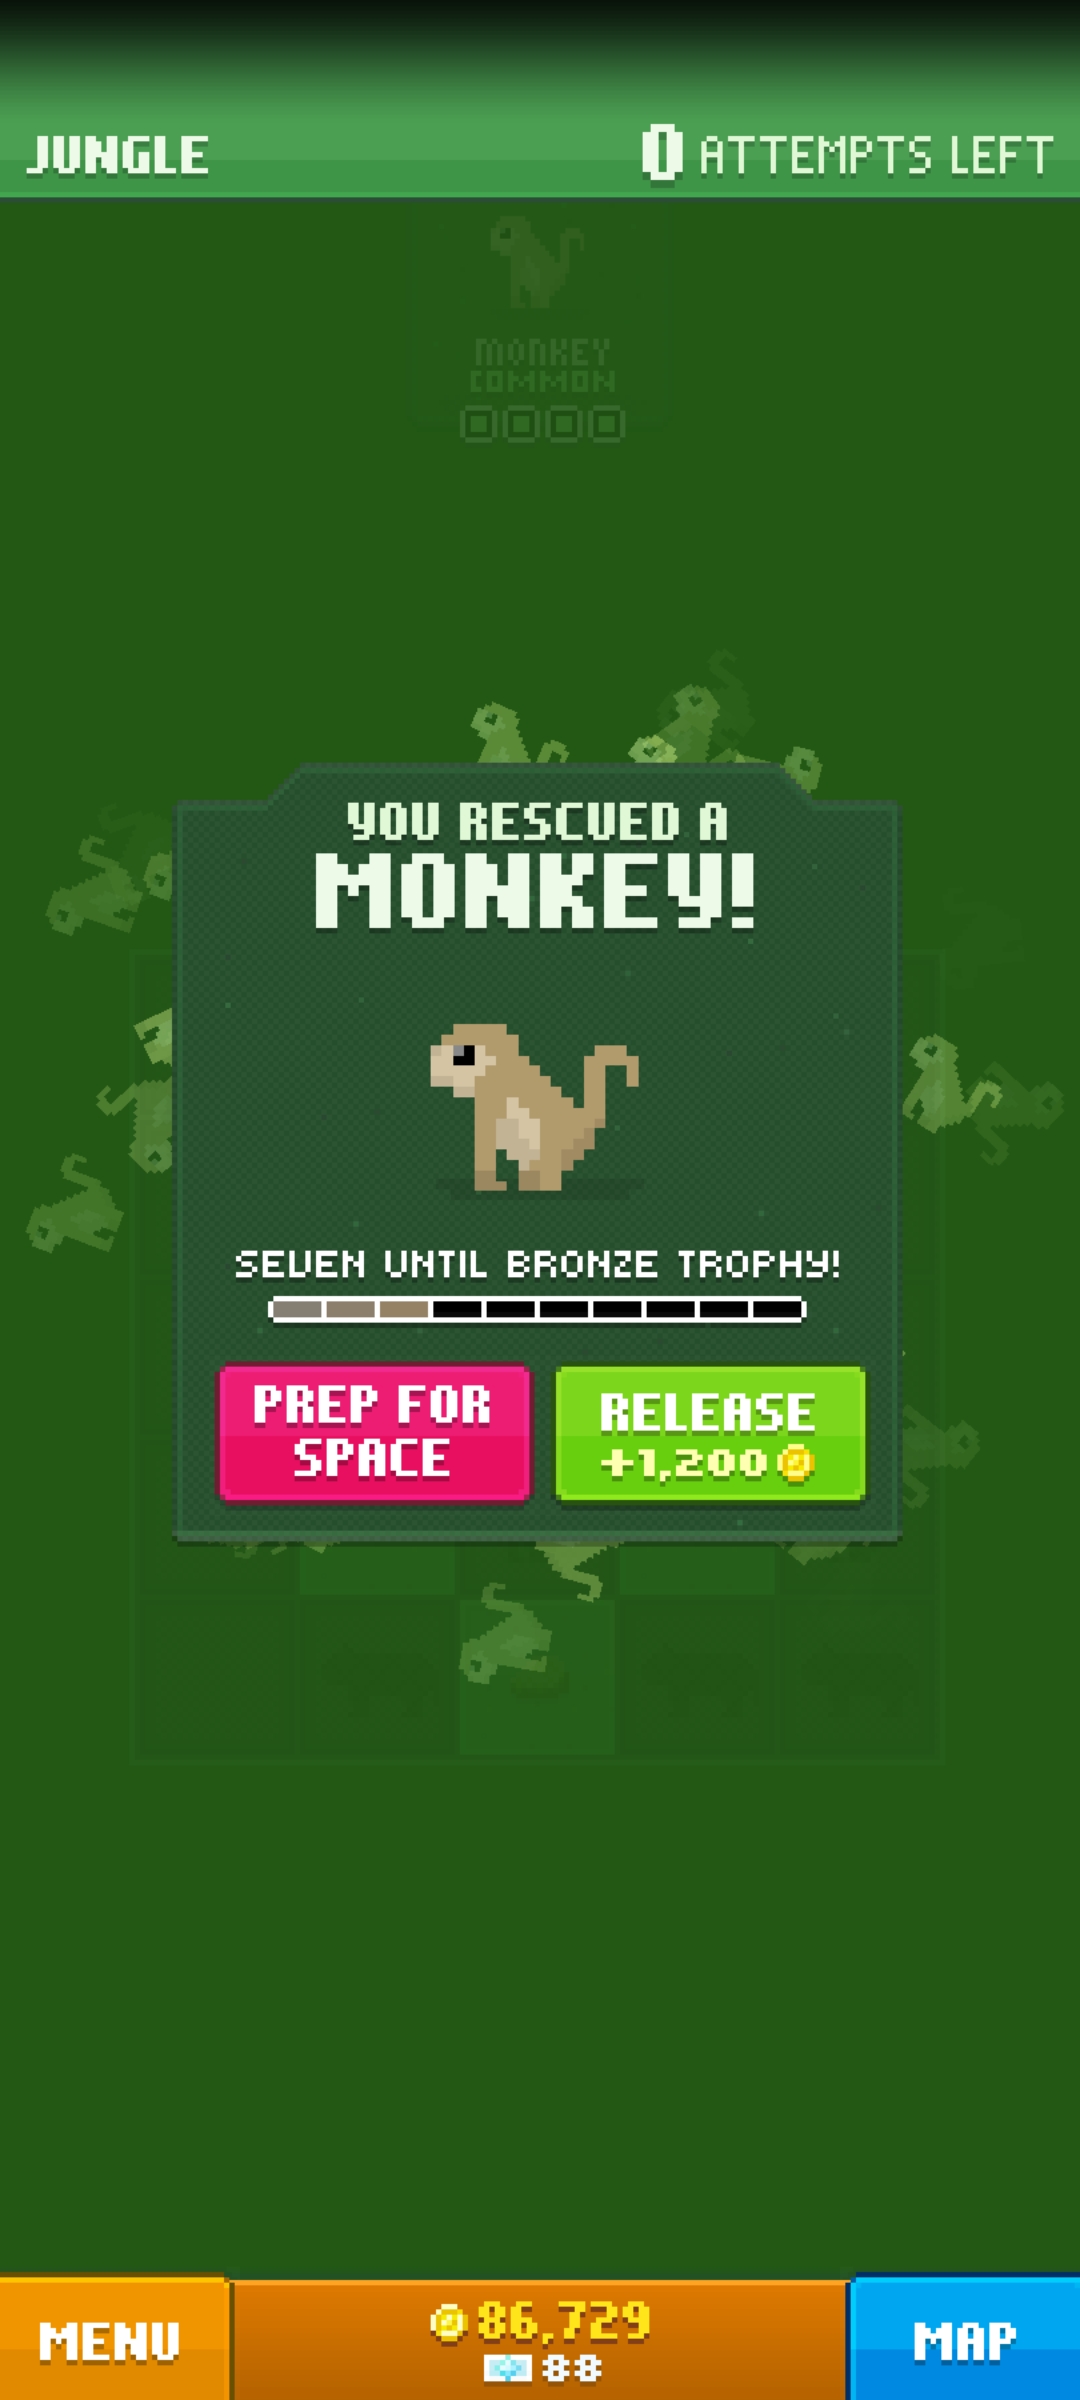 JUNGLE
0 ATTEMPTS LEFT
MONKEY
COMMON
YOU RESCUED A
MONKEY!
SEVEN UNTIL BRONZE TROPHY!
PREP FOR
SPACE
RELEASE
+1,200
MENU
86,729
88
MAP